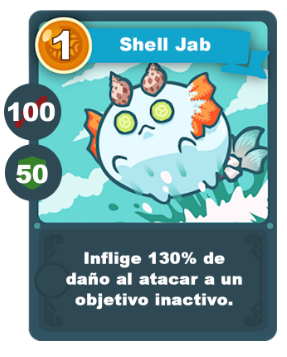 1
Shell Jab
100
50
Inflige 130% de
daño al atacar a un
objetivo inactivo.